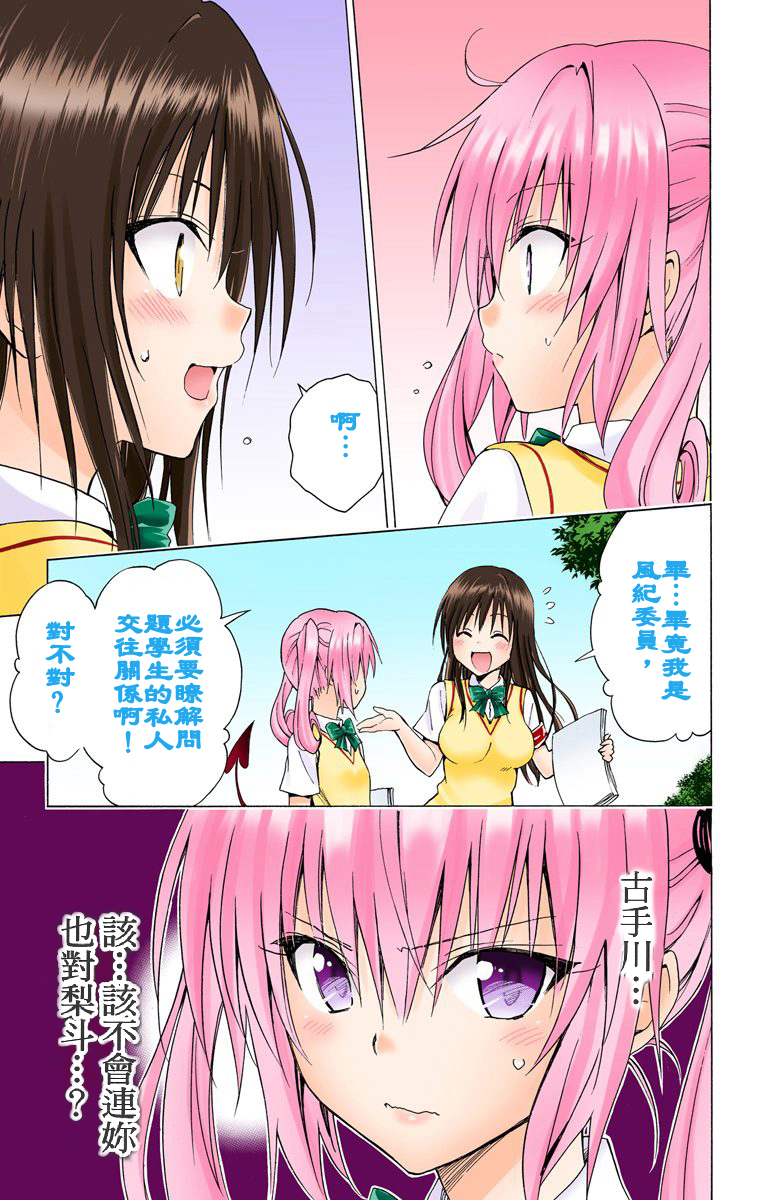 啊…
畢…畢竟我是
風紀委員，
必須要瞭解問
題學生的私人
交往關係啊！
對不對？
古手川…
該…該不會連妳
也對梨斗…？